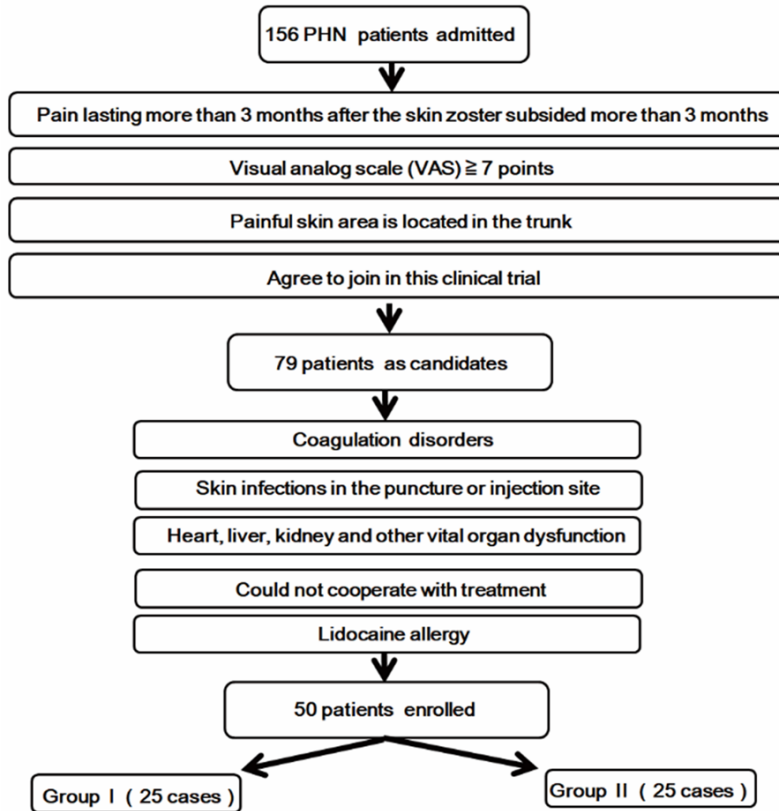 156 PHN patients admitted
Pain lasting more than 3 months after the skin zoster subsided more than 3 months
Visual analog scale (VAS) ≧ 7 points
Painful skin area is located in the trunk
Agree to join in this clinical trial
79 patients as candidates
Coagulation disorders
Skin infections in the puncture or injection site
Heart, liver, kidney and other vital organ dysfunction
Could not cooperate with treatment
Lidocaine allergy
50 patients enrolled
Group I ( 25 cases )
Group II ( 25 cases )